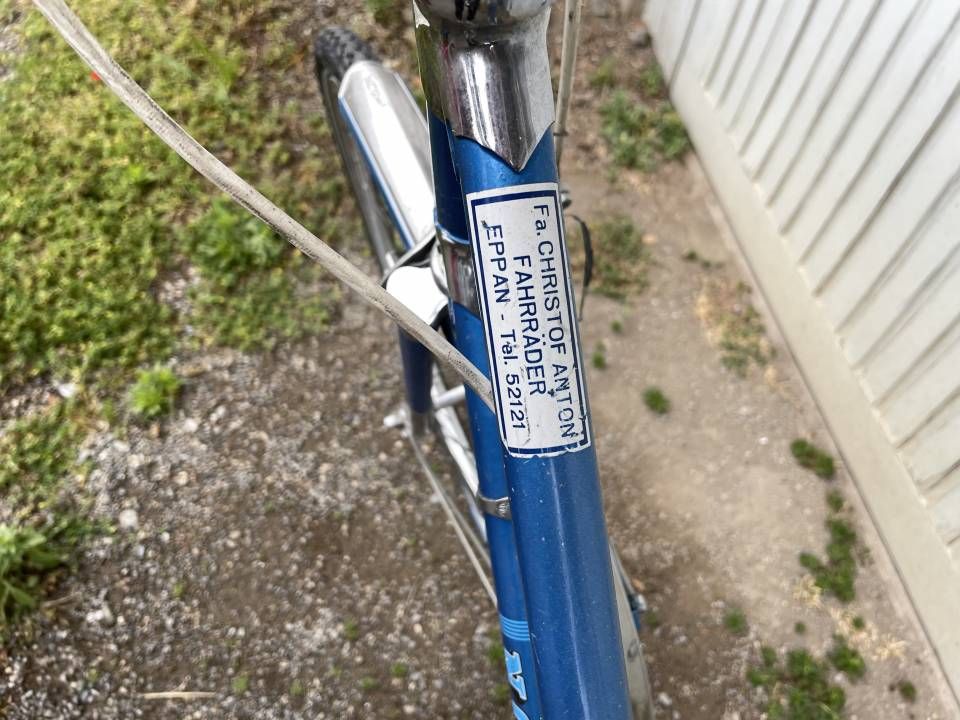 Fa. CHRISTOF ANTON
FAHRRÄDER
EPPAN - Tel. 52121